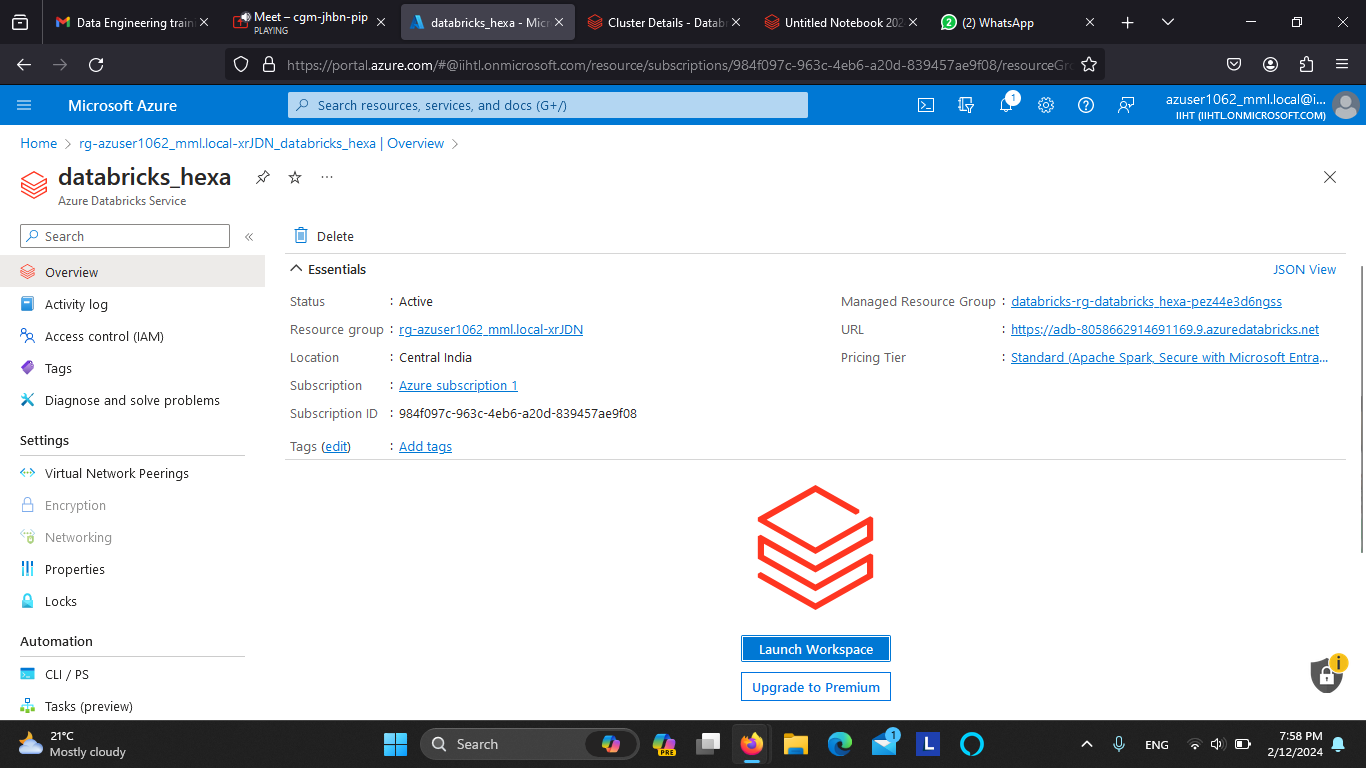 Data Engineering train
Meet – cgm-jhbn-pip
PLAYING
databricks_hexa - Micr
Cluster Details - Datab
Untitled Notebook 202
(2) WhatsApp
https://portal.azure.com/#@iihtl.onmicrosoft.com/resource/subscriptions/984f097c-963c-4eb6-a20d-839457ae9f08/resourceGro
Microsoft Azure
Search resources, services, and docs (G+/)
1
azuser1062_mml.local@i...
IIHT (IIHTL.ONMICROSOFT.COM)
Home > rg-azuser1062_mml.local-xrJDN_databricks_hexa | Overview >
databricks_hexa
Azure Databricks Service
Search
«
Delete
Overview
Activity log
Access control (IAM)
Tags
Diagnose and solve problems
Settings
Virtual Network Peerings
Encryption
Networking
Properties
Locks
Automation
CLI / PS
Tasks (preview)
Essentials
JSON View
Status : Active
Resource group : rg-azuser1062_mml.local-xrJDN
Location : Central India
Subscription : Azure subscription 1
Subscription ID : 984f097c-963c-4eb6-a20d-839457ae9f08
Tags (edit) : Add tags
Managed Resource Group : databricks-rg-databricks_hexa-pez44e3d6ngss
URL : https://adb-8058662914691169.9.azuredatabricks.net
Pricing Tier : Standard (Apache Spark, Secure with Microsoft Entra...
Launch Workspace
Upgrade to Premium
21°C
Mostly cloudy
Search
PRE
1
L
ENG
7:58 PM
2/12/2024